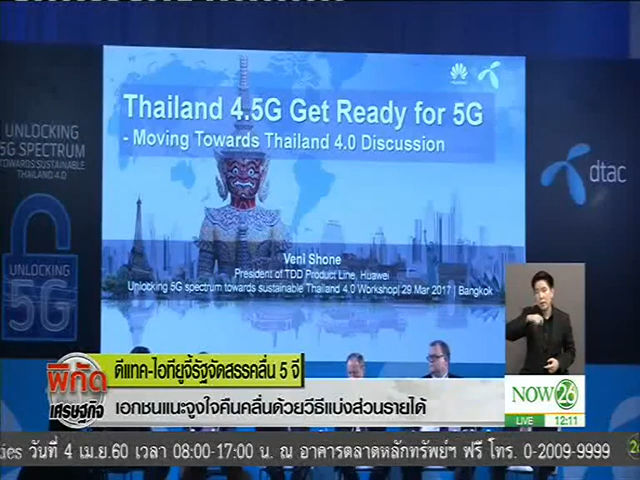 UNLOCKING
5G SPECTRUM
TOWARDS SUSTAINABLE
THAILAND 4.0
UNLOCKING
5G
HUAWEI
Thailand 4.5G Get Ready for 5G
- Moving Towards Thailand 4.0 Discussion
Veni Shone
President of TDD Product Line, Huawei
Unlocking 5G spectrum towards sustainable Thailand 4.0 Workshop| 29 Mar 2017 | Bangkok
dtac
พิกัด
เศรษฐกิจ
ดีแทค-ไอทียูจี้รัฐจัดสรรคลื่น 5 จี
เอกชนแนะจูงใจคืนคลื่นด้วยวิธีแบ่งส่วนรายได้
NOW26
LIVE 12:11
ies วันที่ 4 เม.ย.60 เวลา 08:00-17:00 น. ณ อาคารตลาดหลักทรัพย์ฯ ฟรี โทร. 0-2009-9999